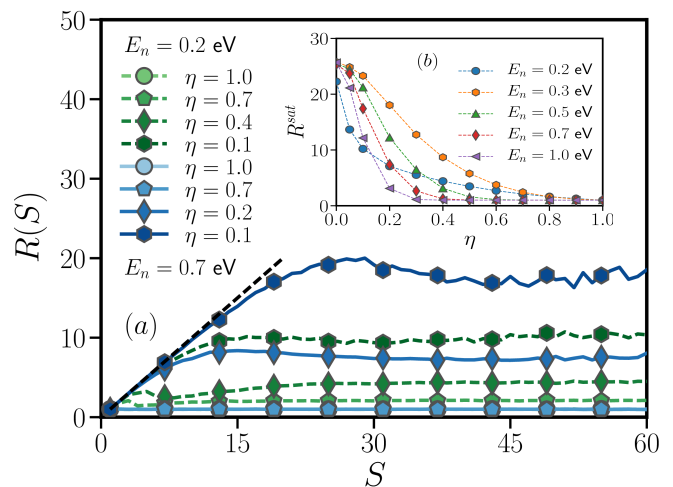 50
40
30
20
10
0
R(S)
E_n = 0.2 eV
η = 1.0
η = 0.7
η = 0.4
η = 0.1
η = 1.0
η = 0.7
η = 0.2
η = 0.1
E_n = 0.7 eV
(a)
0 15 30 45 60
S
30
20
10
0
R^{sat}
(b)
E_n = 0.2 eV
E_n = 0.3 eV
E_n = 0.5 eV
E_n = 0.7 eV
E_n = 1.0 eV
0.0 0.2 0.4 0.6 0.8 1.0
η